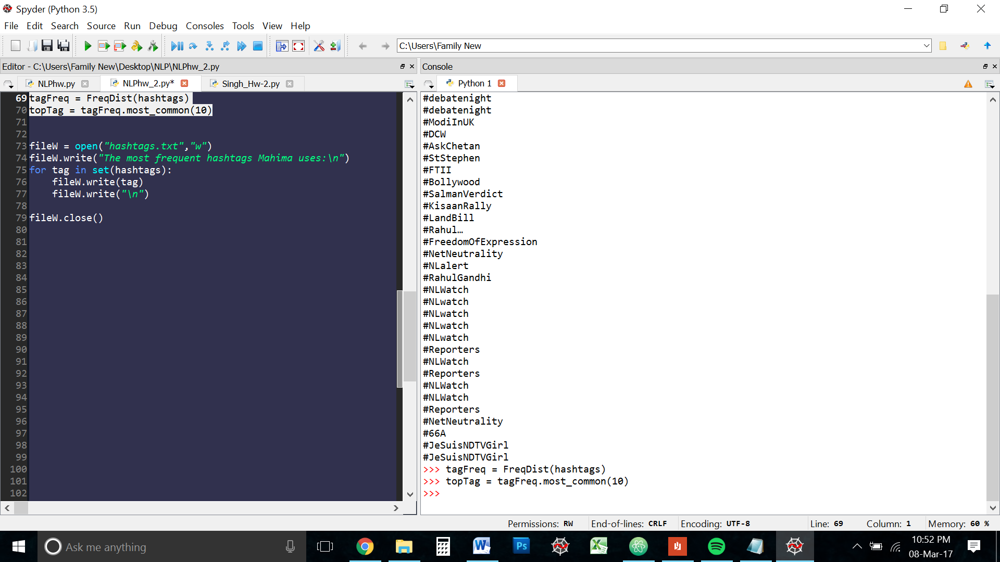 Spyder (Python 3.5)
File Edit Search Source Run Debug Consoles Tools View Help
C:\Users\Family New
Editor - C:\Users\Family New\Desktop\NLP\NLPhw_2.py
NLPhw.py NLPhw_2.py* Singh_Hw-2.py
69 tagFreq = FreqDist(hashtags)
70 topTag = tagFreq.most_common(10)
71
72
73 fileW = open("hashtags.txt","w")
74 fileW.write("The most frequent hashtags Mahima uses:\n")
75 for tag in set(hashtags):
76     fileW.write(tag)
77     fileW.write("\n")
78
79 fileW.close()
80
81
82
83
84
85
86
87
88
89
90
91
92
93
94
95
96
97
98
99
100
101
102
Console
Python 1
#debatenight
#debatenight
#ModiInUK
#DCW
#AskChetan
#StStephen
#FTII
#Bollywood
#SalmanVerdict
#KisaanRally
#LandBill
#Rahul…
#FreedomOfExpression
#NetNeutrality
#NLalert
#RahulGandhi
#NLWatch
#NLwatch
#NLwatch
#NLwatch
#NLwatch
#Reporters
#NLWatch
#Reporters
#NLWatch
#NLWatch
#Reporters
#NetNeutrality
#66A
#JeSuisNDTVGirl
#JeSuisNDTVGirl
>>> tagFreq = FreqDist(hashtags)
>>> topTag = tagFreq.most_common(10)
>>>
Permissions: RW End-of-lines: CRLF Encoding: UTF-8 Line: 69 Column: 1 Memory: 60 %
Ask me anything
Ps
10:52 PM
08-Mar-17